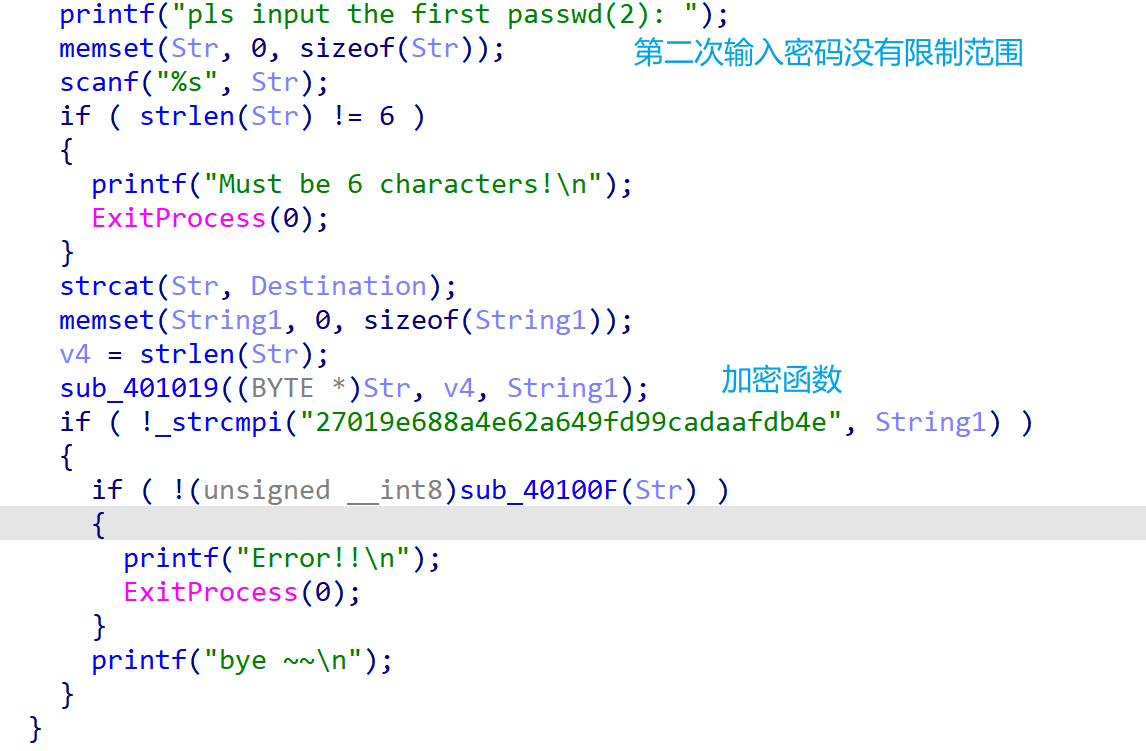 printf("pls input the first passwd(2): ");
memset(Str, 0, sizeof(Str));
第二次输入密码没有限制范围
scanf("%s", Str);
if ( strlen(Str) != 6 )
{
printf("Must be 6 characters!\n");
ExitProcess(0);
}
strcat(Str, Destination);
memset(String1, 0, sizeof(String1));
v4 = strlen(Str);
加密函数
sub_401019((BYTE *)Str, v4, String1);
if ( !_strcmpi("27019e688a4e62a649fd99cadaafdb4e", String1) )
{
if ( !(unsigned __int8)sub_40100F(Str) )
{
printf("Error!!\n");
ExitProcess(0);
}
printf("bye ~~\n");
}
}